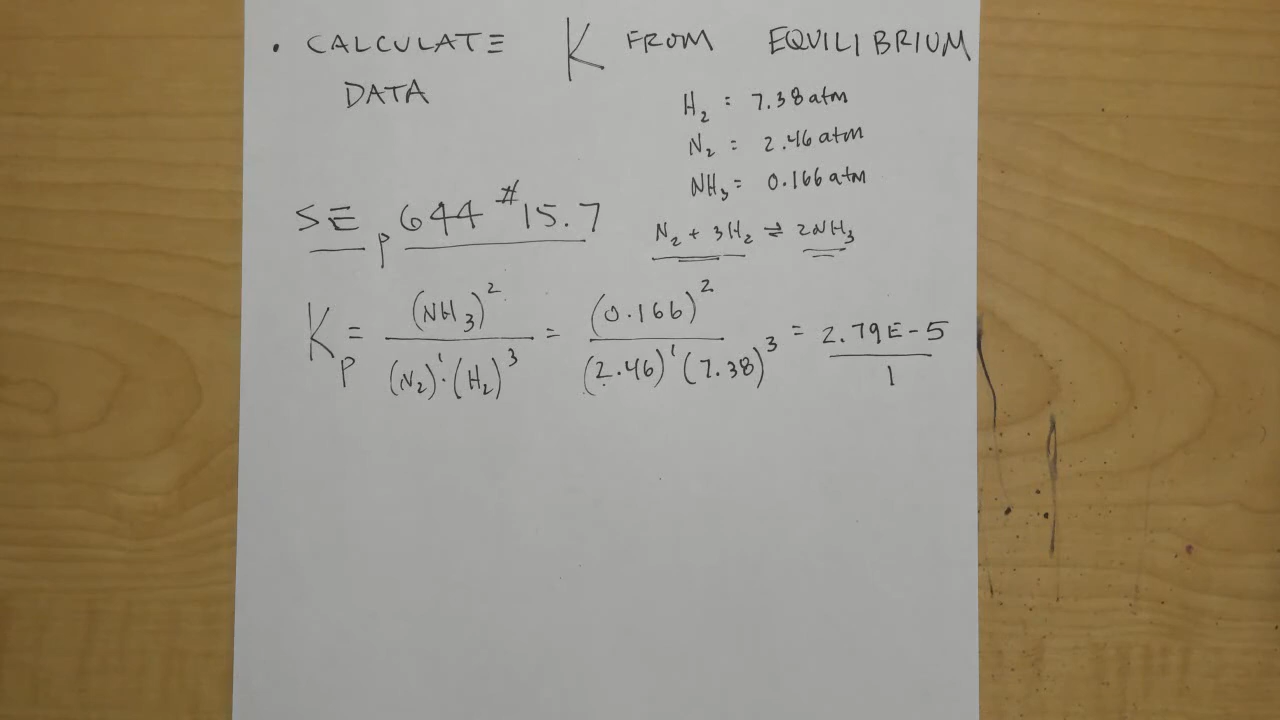 • CALCULATE K FROM EQUILIBRIUM
DATA
H₂ = 7.38 atm
N₂ = 2.46 atm
NH₃ = 0.166 atm
SE p 644 #15.7
N₂ + 3H₂ ⇌ 2NH₃
Kp = (NH₃)² / (N₂)¹·(H₂)³ = (0.166)² / (2.46)¹(7.38)³ = 2.79E-5 / 1